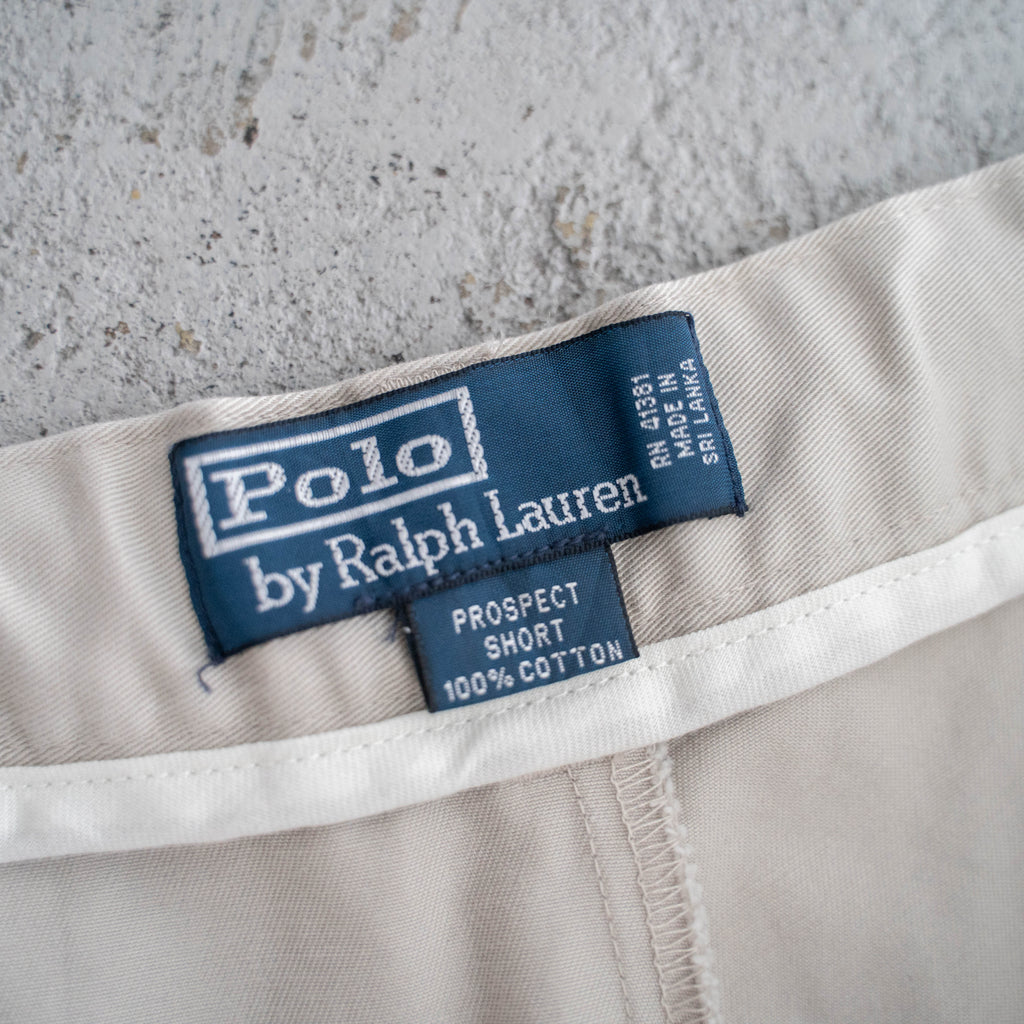 Polo
by Ralph Lauren
RN 41381
MADE IN
SRI LANKA
PROSPECT
SHORT
100% COTTON